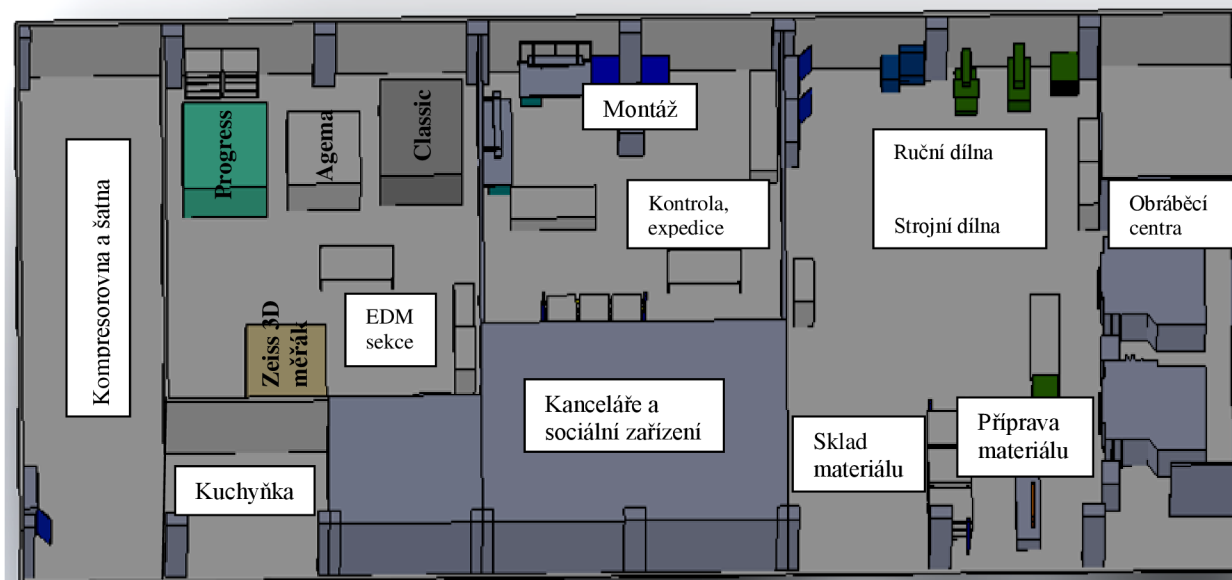 Kompresorovna a šatna
Progress
Agema
Classic
Zeiss 3D
měřák
EDM
sekce
Kuchyňka
Montáž
Kontrola,
expedice
Kanceláře a
sociální zařízení
Ruční dílna
Strojní dílna
Sklad
materiálu
Příprava
materiálu
Obráběcí
centra